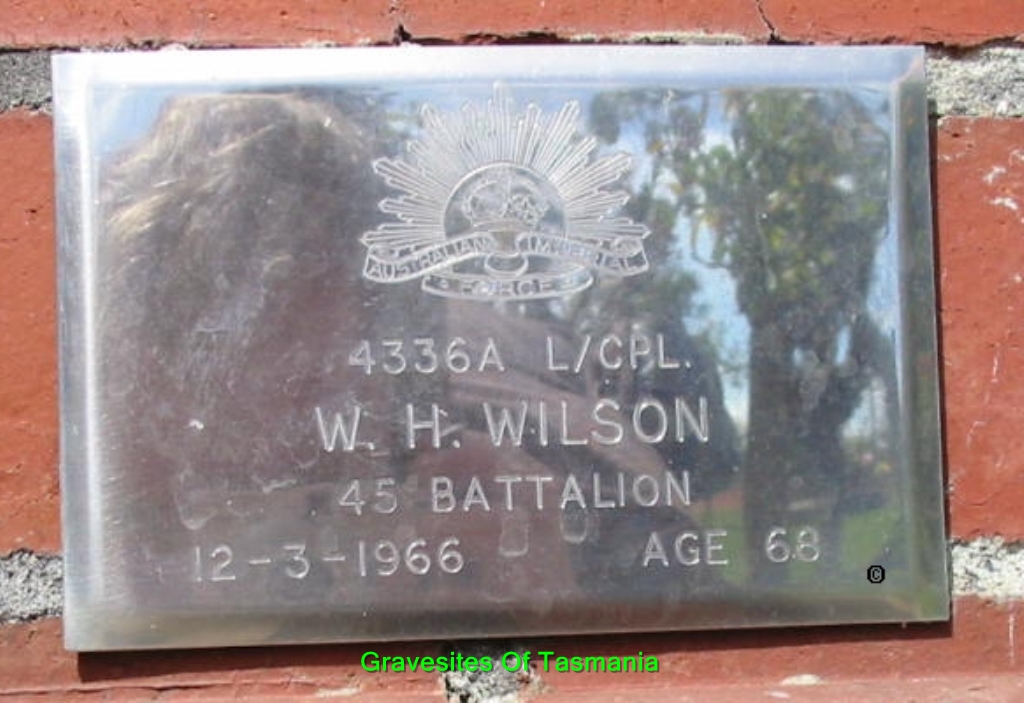 AUSTRALIAN IMPERIAL
FORCE
4336A L/CPL.
W. H. WILSON
45 BATTALION
12-3-1966 AGE 68
©
Gravesites Of Tasmania